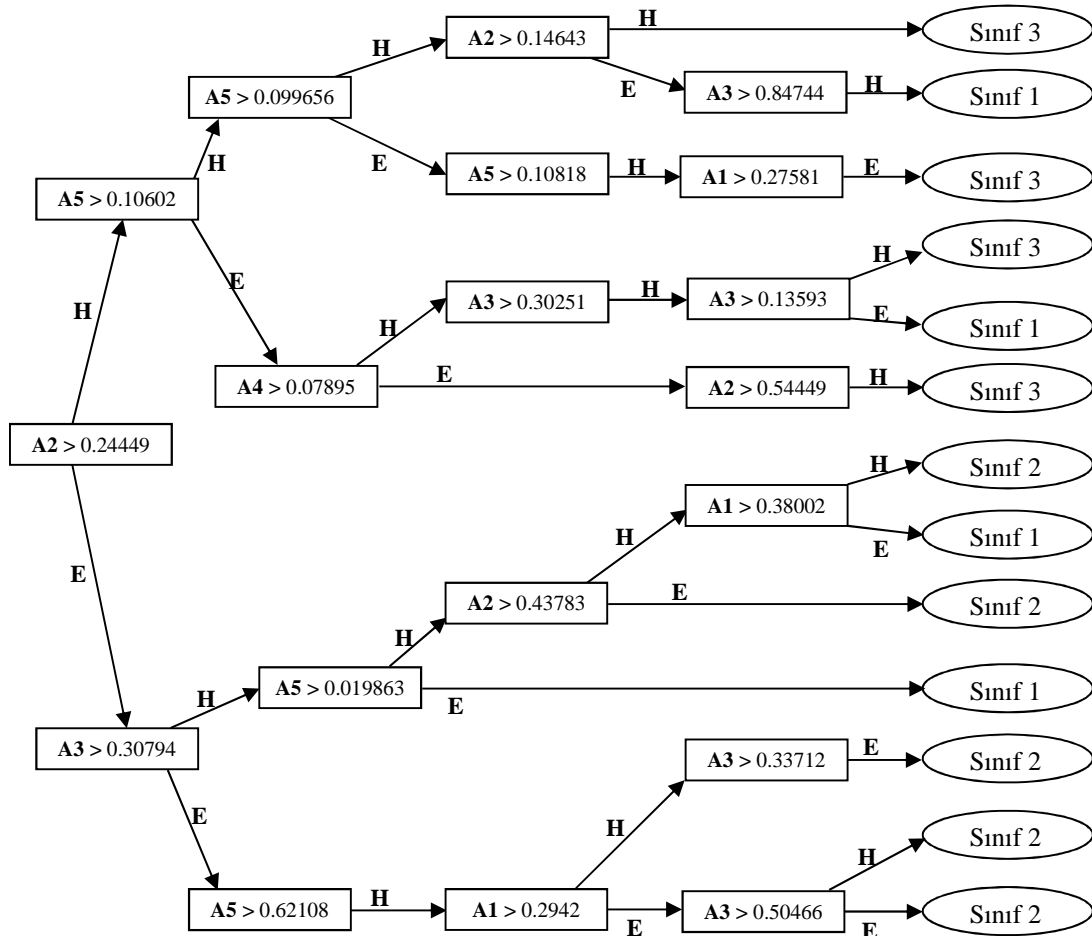 H
A2 > 0.14643
Sınıf 3
H
E
A5 > 0.099656
A3 > 0.84744
H
Sınıf 1
E
H
A5 > 0.10818
H
A1 > 0.27581
E
Sınıf 3
A5 > 0.10602
Sınıf 3
H
E
H
A3 > 0.30251
H
A3 > 0.13593
E
Sınıf 1
H
A4 > 0.07895
E
A2 > 0.54449
H
Sınıf 3
A2 > 0.24449
H
Sınıf 2
A1 > 0.38002
H
E
Sınıf 1
E
A2 > 0.43783
E
Sınıf 2
H
H
A5 > 0.019863
E
Sınıf 1
A3 > 0.30794
A3 > 0.33712
E
Sınıf 2
E
H
H
Sınıf 2
A5 > 0.62108
H
A1 > 0.2942
E
A3 > 0.50466
E
Sınıf 2